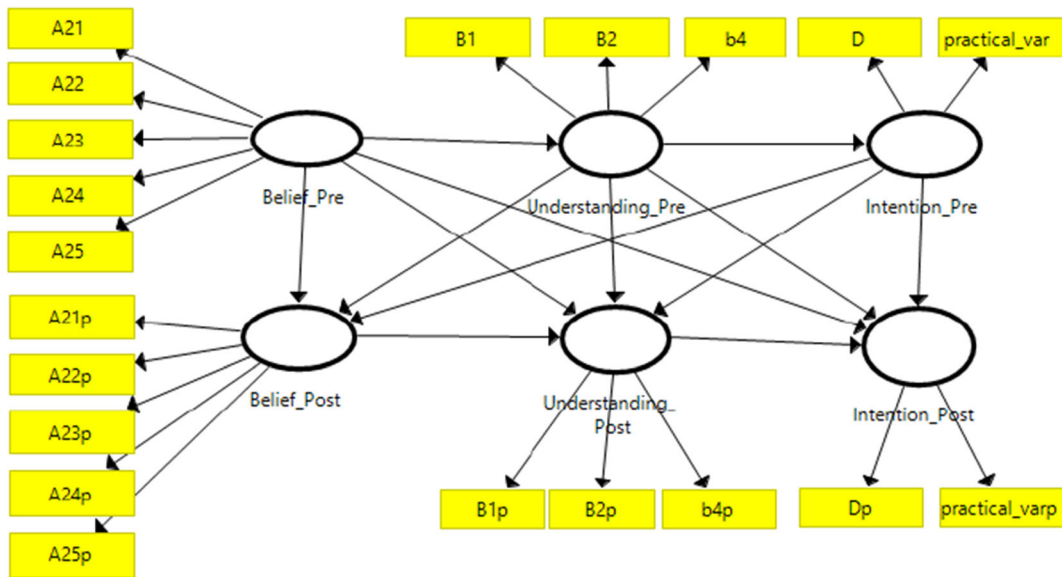 A21
B1
B2
b4
D
practical_var
A22
A23
A24
A25
Belief_Pre
Understanding_Pre
Intention_Pre
A21p
A22p
A23p
A24p
A25p
Belief_Post
Understanding_
Post
Intention_Post
B1p
B2p
b4p
Dp
practical_varp